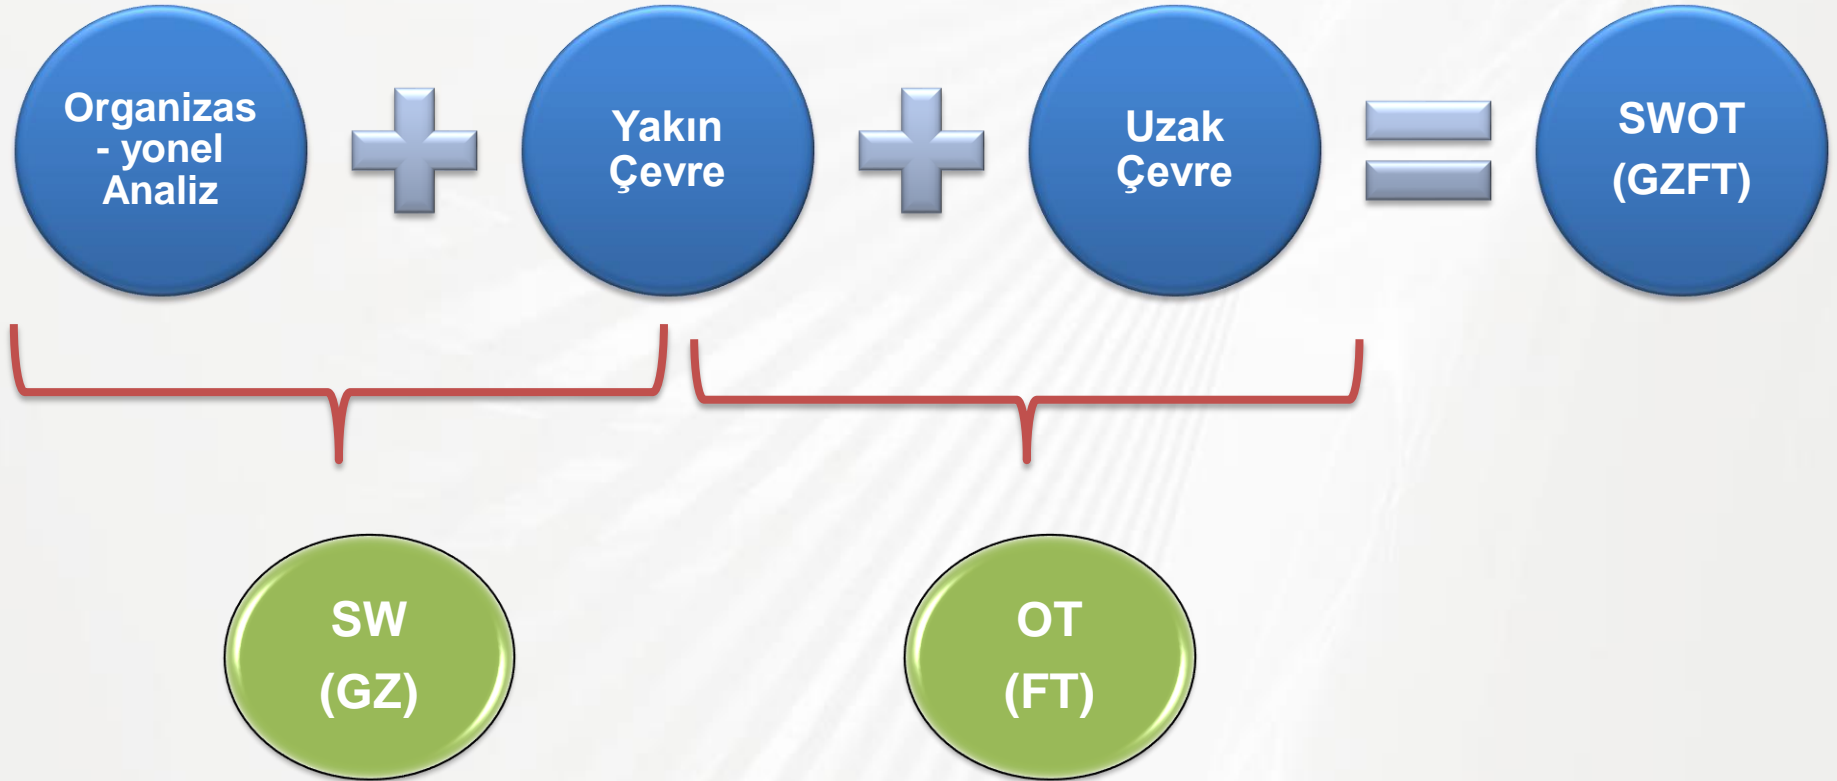 Organizas
- yonel
Analiz
Yakın
Çevre
Uzak
Çevre
SWOT
(GZFT)
SW
(GZ)
OT
(FT)